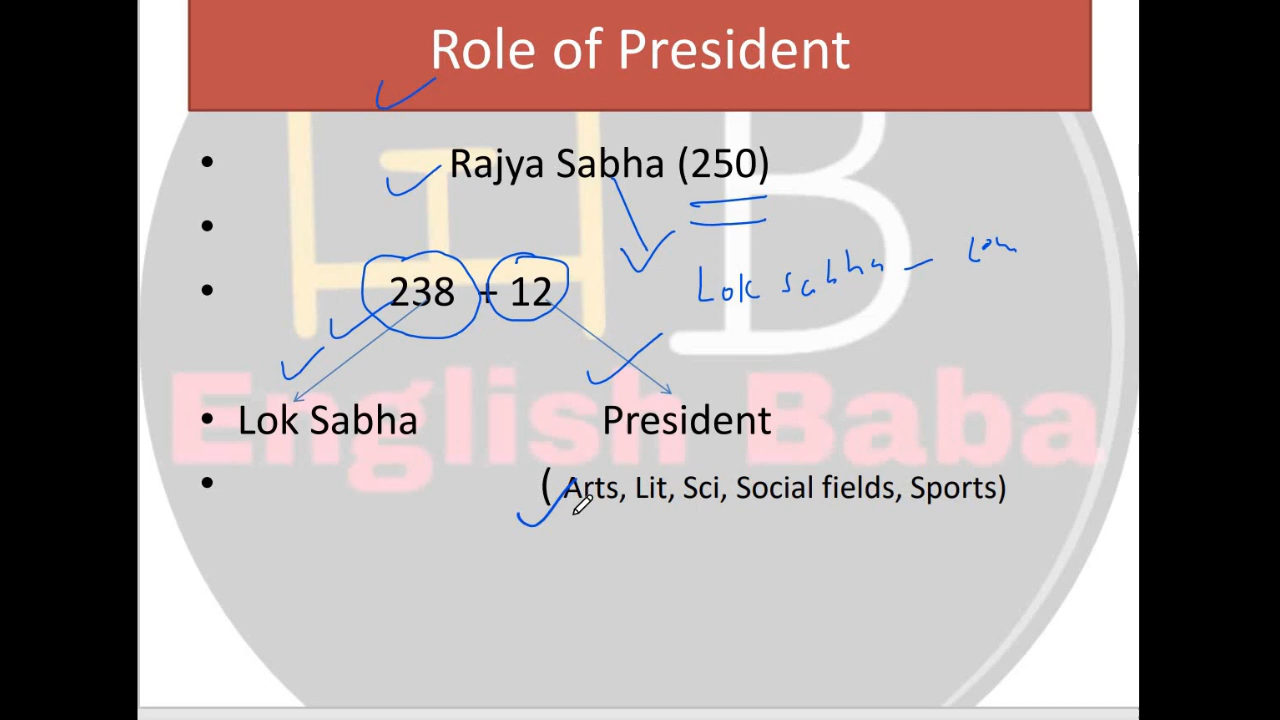 Role of President
• Rajya Sabha (250)
•
• 238 + 12
Lok sabha –
• Lok Sabha President
• ( Arts, Lit, Sci, Social fields, Sports)
English Baba